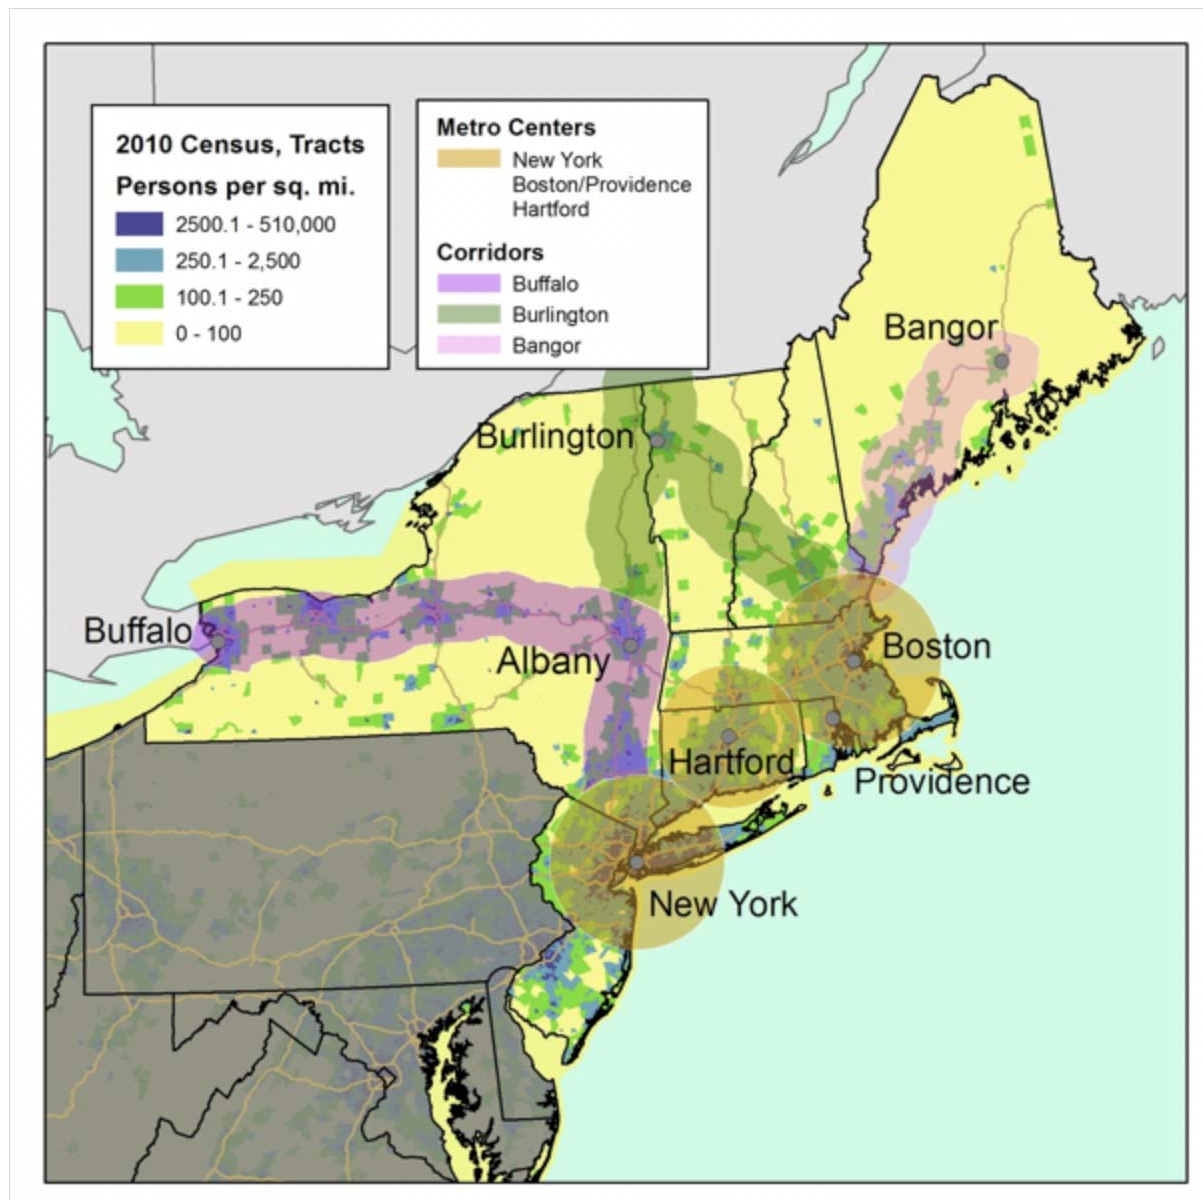 2010 Census, Tracts
Persons per sq. mi.
2500.1 - 510,000
250.1 - 2,500
100.1 - 250
0 - 100
Metro Centers
New York
Boston/Providence
Hartford
Corridors
Buffalo
Burlington
Bangor
Bangor
Burlington
Buffalo
Albany
Boston
Hartford
Providence
New York